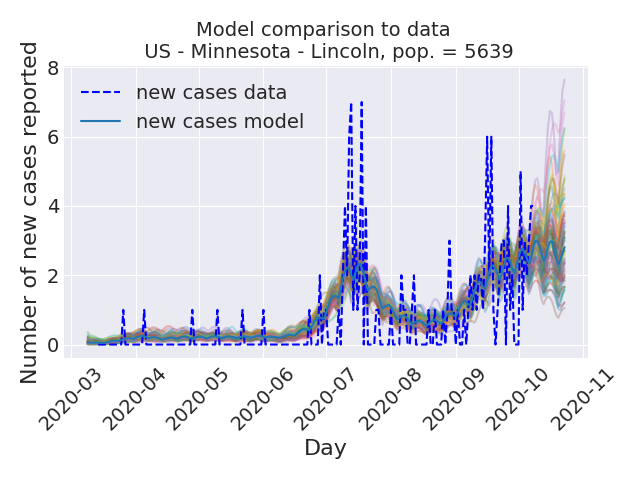 Model comparison to data
US - Minnesota - Lincoln, pop. = 5639
Number of new cases reported
8
6
4
2
0
new cases data
new cases model
2020-03
2020-04
2020-05
2020-06
2020-07
2020-08
2020-09
2020-10
2020-11
Day